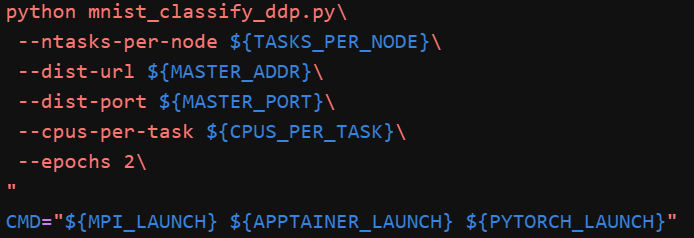 python mnist_classify_ddp.py\
--ntasks-per-node ${TASKS_PER_NODE}\
--dist-url ${MASTER_ADDR}\
--dist-port ${MASTER_PORT}\
--cpus-per-task ${CPUS_PER_TASK}\
--epochs 2\
"
CMD="${MPI_LAUNCH} ${APPTAINER_LAUNCH} ${PYTORCH_LAUNCH}"